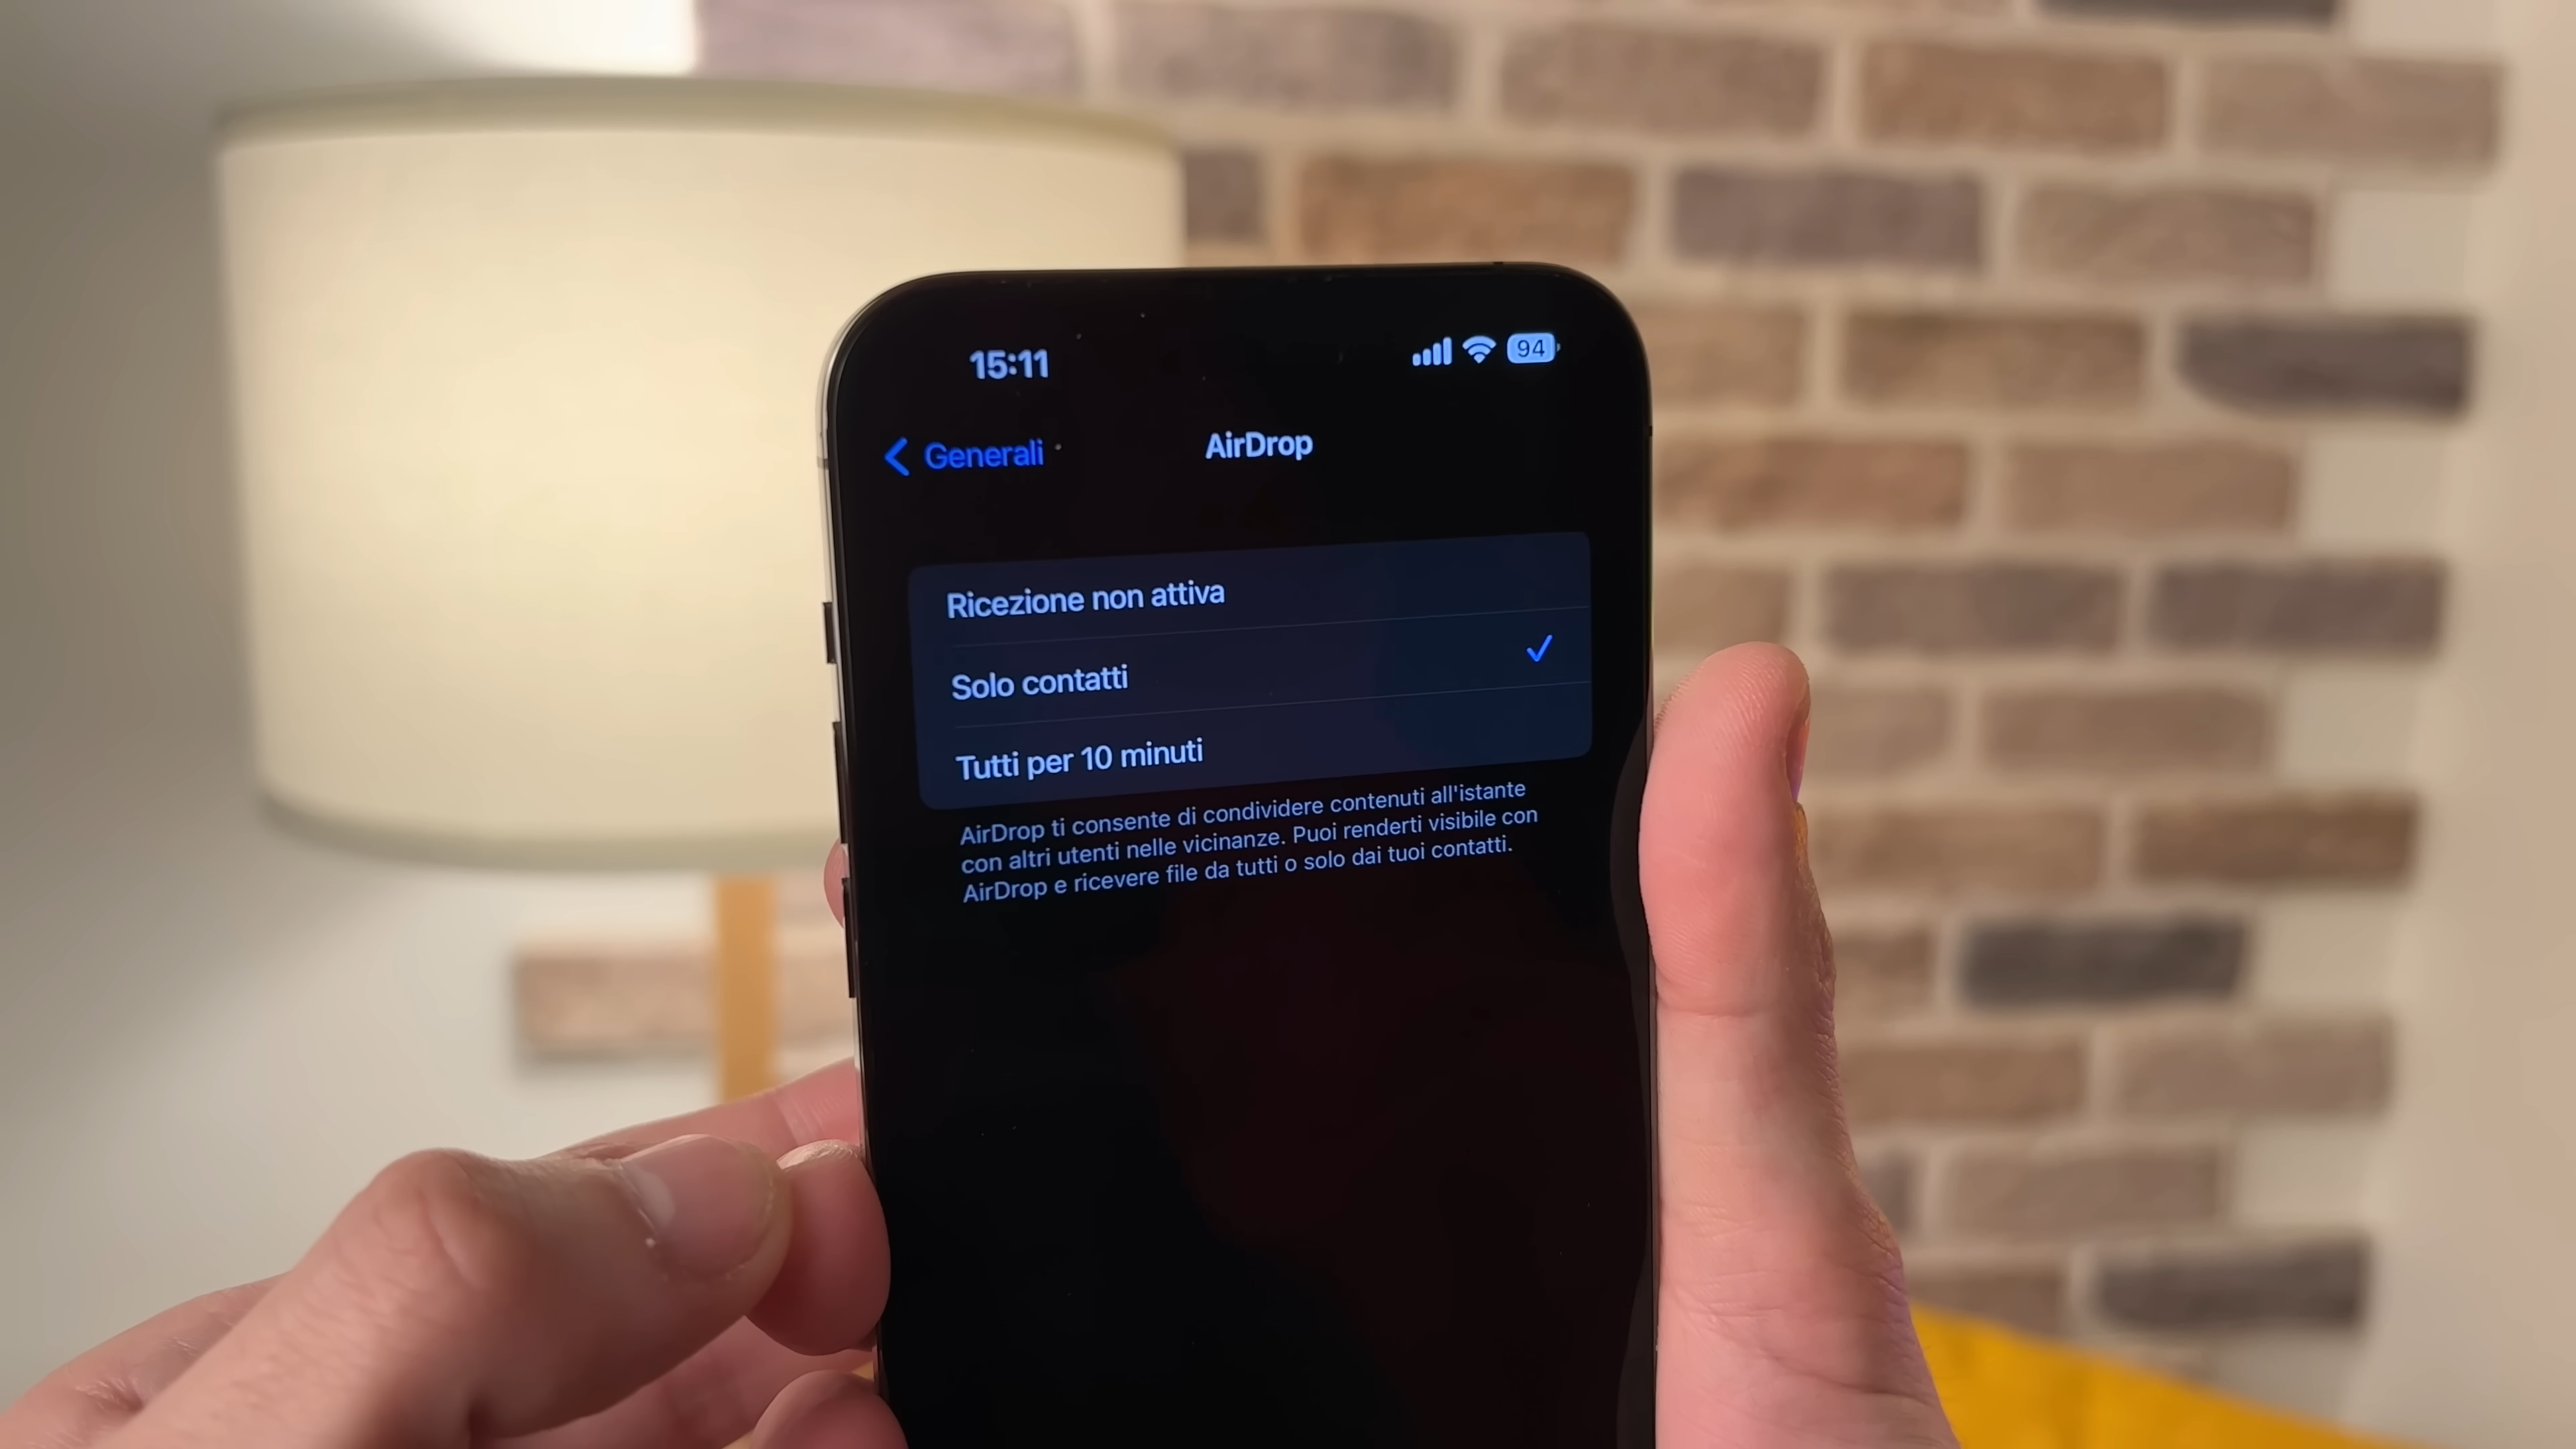 15:11
94
Generali
AirDrop
Ricezione non attiva
Solo contatti
Tutti per 10 minuti
AirDrop ti consente di condividere contenuti all'istante
con altri utenti nelle vicinanze. Puoi renderti visibile con
AirDrop e ricevere file da tutti o solo dai tuoi contatti.